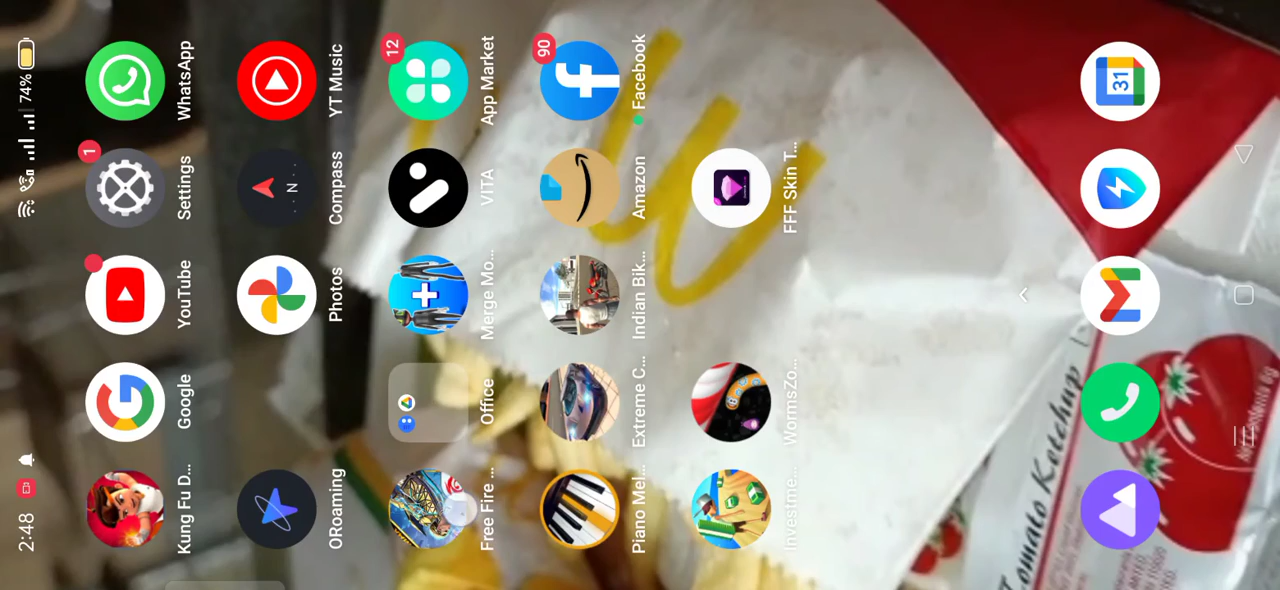 2:48
74%
Kung Fu D...
Google
YouTube
1
Settings
WhatsApp
ORoaming
Photos
N
Compass
YT Music
Free Fire ...
Office
Merge Mo...
VITA
12
App Market
Piano Mel...
Extreme C...
Indian Bik...
Amazon
90
Facebook
Investme...
WormsZo...
FFF Skin T...
31
Tomato Ketchup